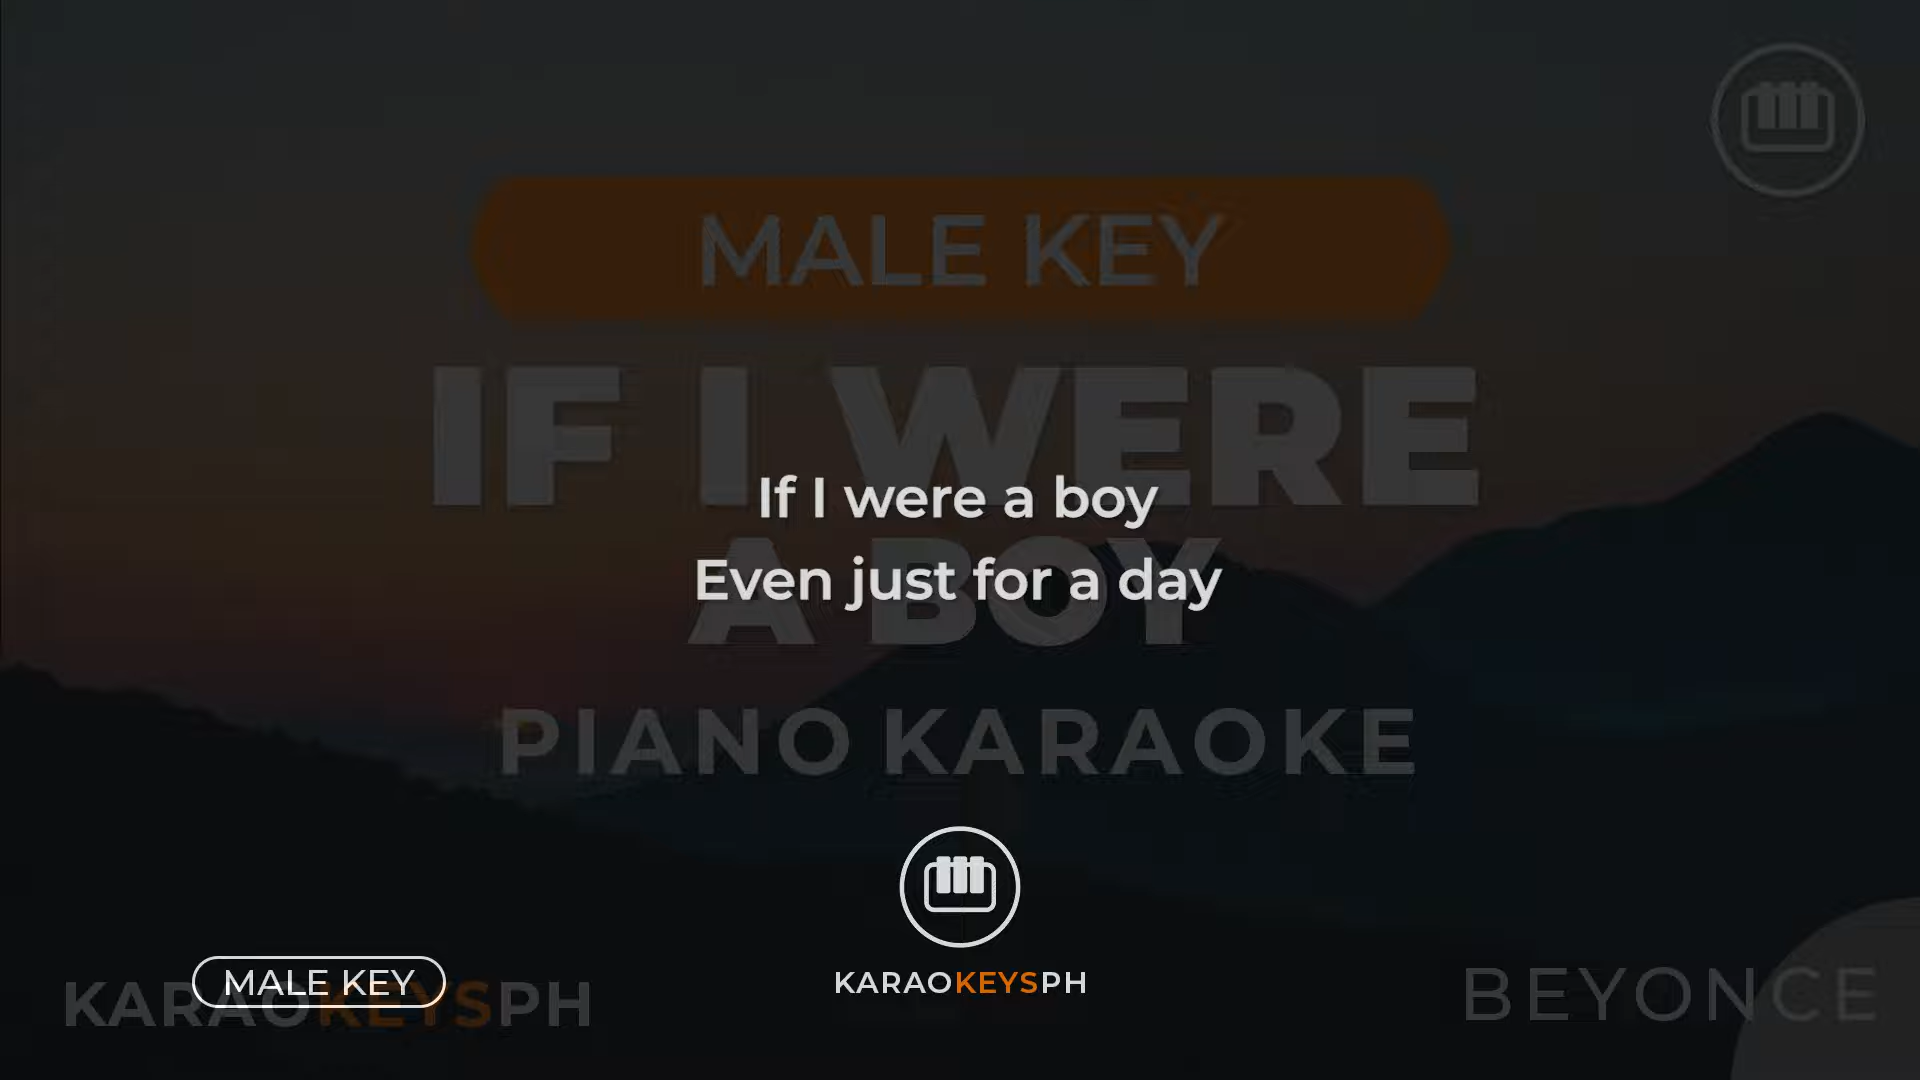 MALE KEY
IF I WERE
If I were a boy
A BOY
Even just for a day
PIANO KARAOKE
MALE KEY
KARAOKEYSPH
KARAOKEYSPH
BEYONCE